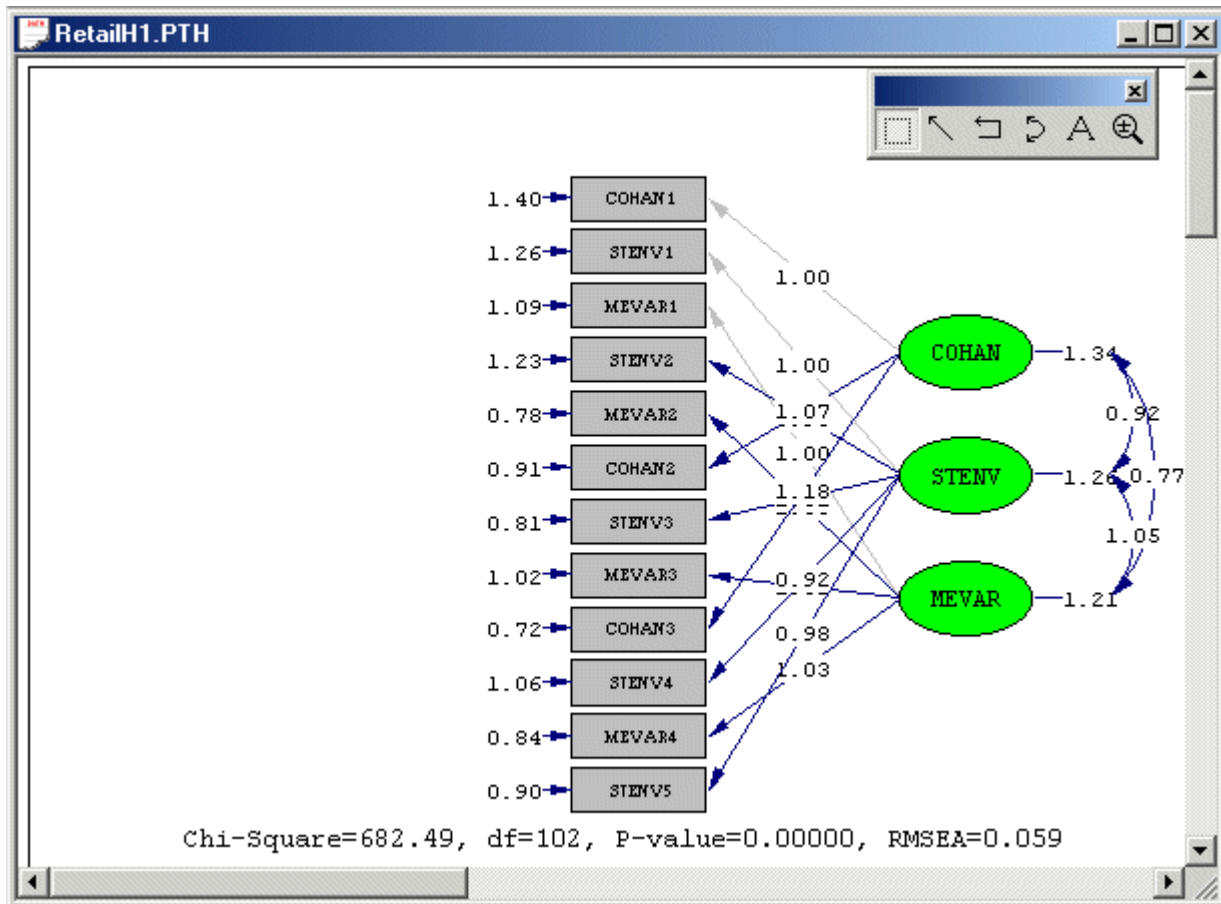 RetailH1.PTH
A
1.40 COHAN1
1.26 STENV1
1.00
1.09 MEVAR1
COHAN 1.34
1.23 STENV2
1.00
0.78 MEVAR2
1.07
0.92
1.00
0.91 COHAN2
STENV 1.26
0.77
1.18
0.81 STENV3
1.05
1.02 MEVAR3
0.92
MEVAR 1.21
0.72 COHAN3
0.98
1.06 STENV4
1.03
0.84 MEVAR4
0.90 STENV5
Chi-Square=682.49, df=102, P-value=0.00000, RMSEA=0.059